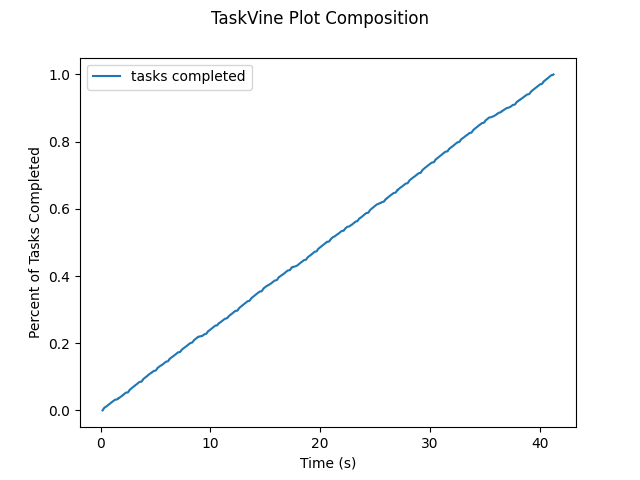 TaskVine Plot Composition
tasks completed
Percent of Tasks Completed
1.0
0.8
0.6
0.4
0.2
0.0
0 10 20 30 40
Time (s)